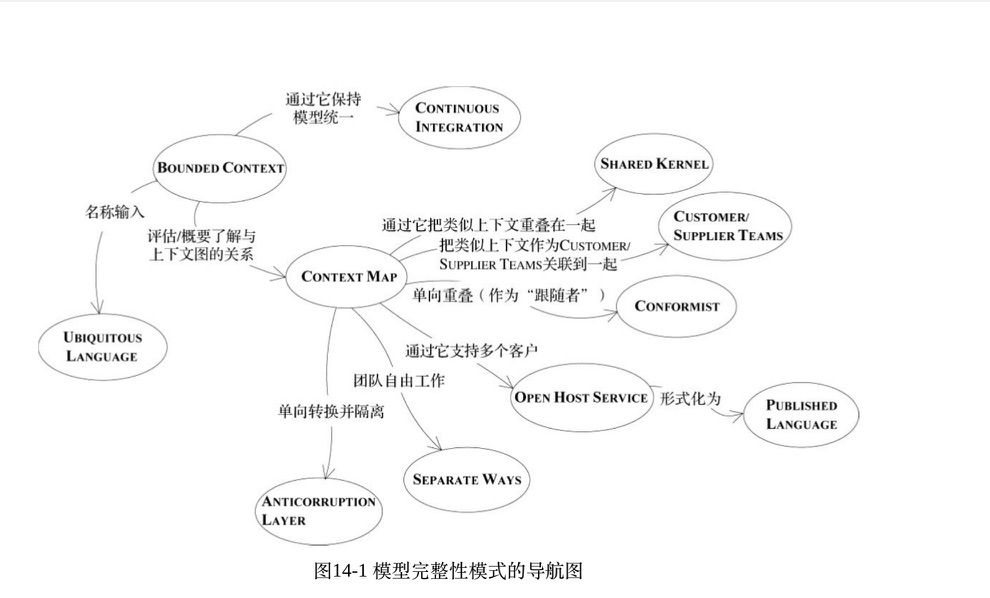 通过它保持
模型统一
CONTINUOUS
INTEGRATION
BOUNDED CONTEXT
SHARED KERNEL
名称输入
评估/概要了解与
上下文图的关系
通过它把类似上下文重叠在一起
CUSTOMER/
SUPPLIER TEAMS
把类似上下文作为CUSTOMER/
SUPPLIER TEAMS关联到一起
CONTEXT MAP
单向重叠（作为“跟随者”）
CONFORMIST
UBIQUITOUS
LANGUAGE
通过它支持多个客户
团队自由工作
OPEN HOST SERVICE
形式化为
PUBLISHED
LANGUAGE
单向转换并隔离
SEPARATE WAYS
ANTICORRUPTION
LAYER
图14-1 模型完整性模式的导航图